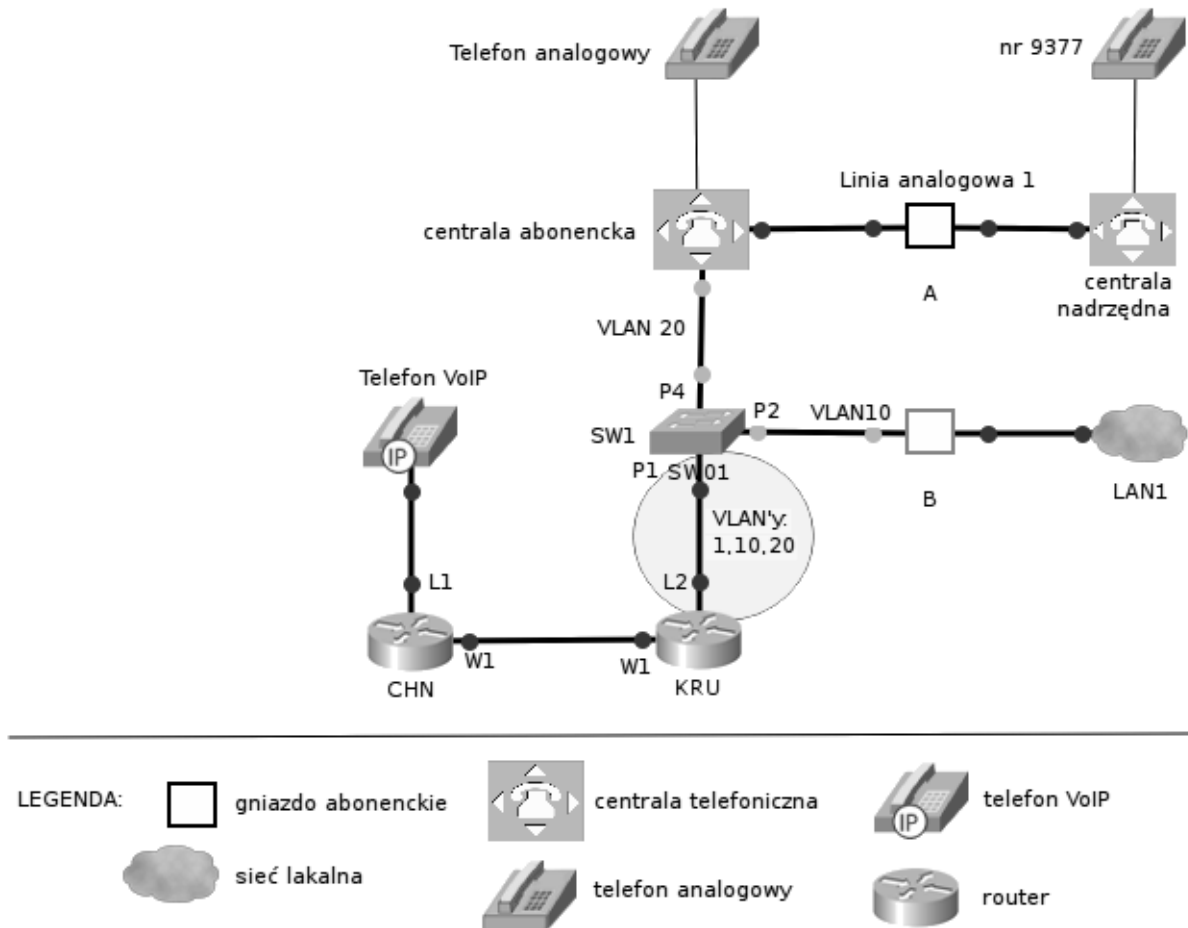 Telefon analogowy
nr 9377
Linia analogowa 1
centrala abonencka
A
centrala
nadrzędna
VLAN 20
Telefon VoIP
P4
P2
VLAN10
SW1
IP
P1
SW01
B
LAN1
VLAN'y:
1,10,20
L1
L2
W1
W1
CHN
KRU
LEGENDA:
gniazdo abonenckie
centrala telefoniczna
IP
telefon VoIP
sieć lakalna
telefon analogowy
router